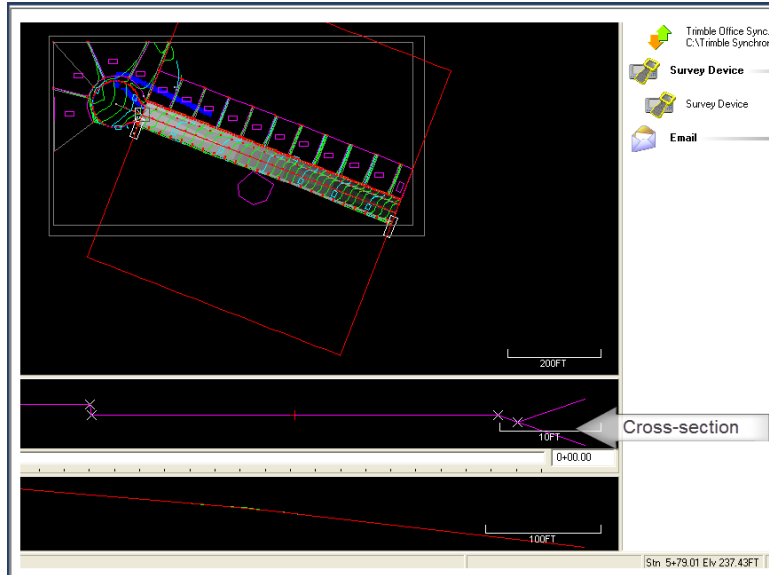 Trimble Office Sync.
C:\Trimble Synchror
Survey Device
Survey Device
Email
200FT
10FT
Cross-section
0+00.00
100FT
Stn 5+79.01 Elv 237.43FT